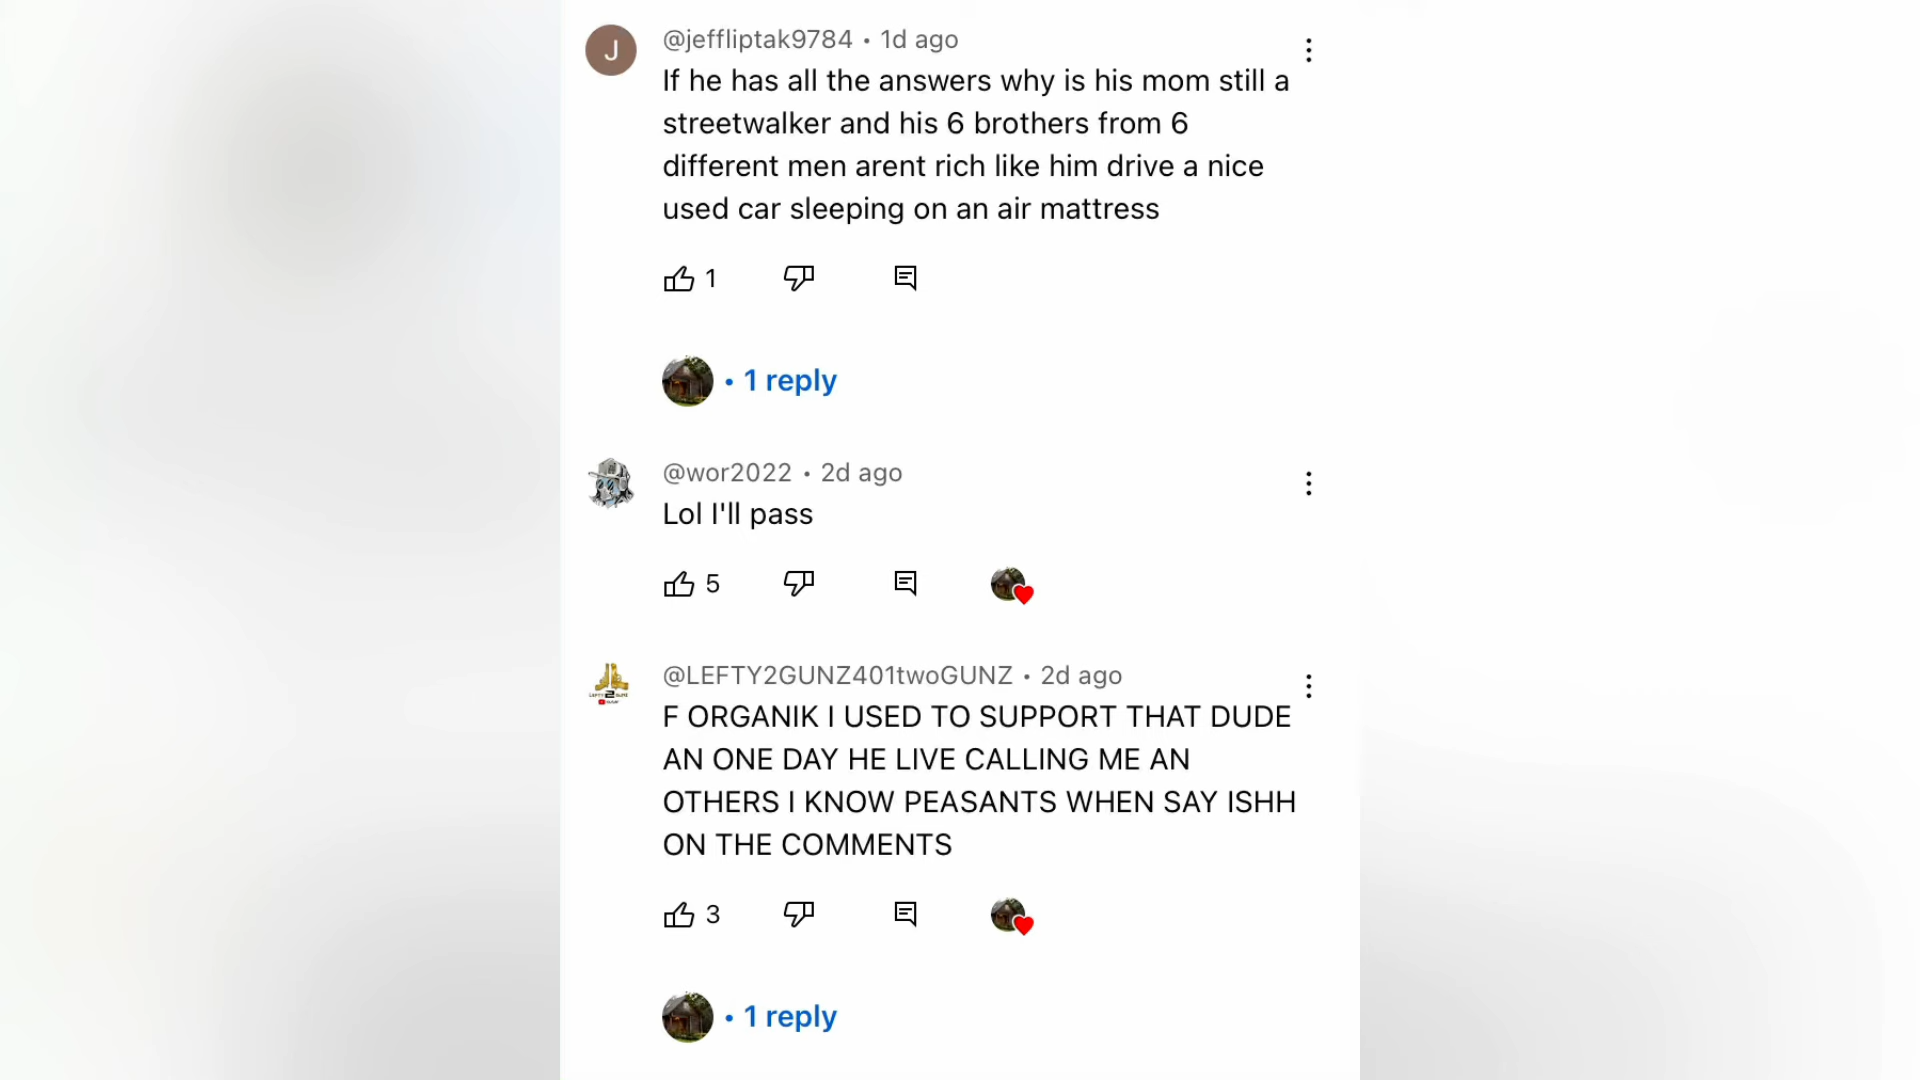 J
@jeffliptak9784 • 1d ago
If he has all the answers why is his mom still a
streetwalker and his 6 brothers from 6
different men arent rich like him drive a nice
used car sleeping on an air mattress
1
• 1 reply
@wor2022 • 2d ago
Lol I'll pass
5
@LEFTY2GUNZ401twoGUNZ • 2d ago
F ORGANIK I USED TO SUPPORT THAT DUDE
AN ONE DAY HE LIVE CALLING ME AN
OTHERS I KNOW PEASANTS WHEN SAY ISHH
ON THE COMMENTS
3
• 1 reply